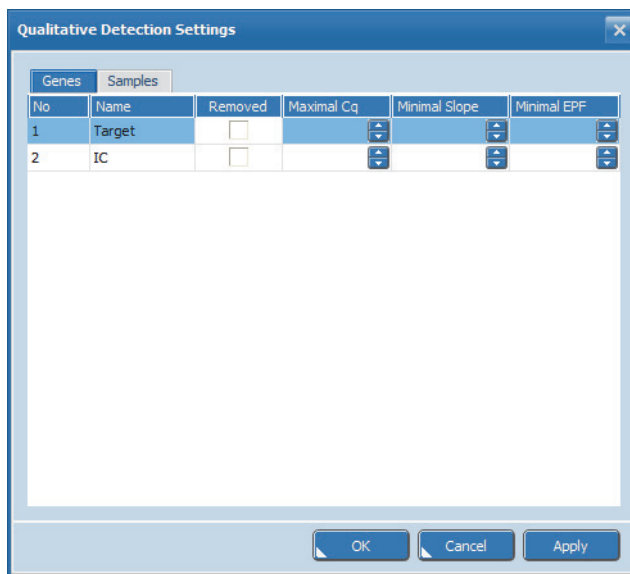 Qualitative Detection Settings
Genes Samples
No Name Removed Maximal Cq Minimal Slope Minimal EPF
1 Target
2 IC
OK Cancel Apply